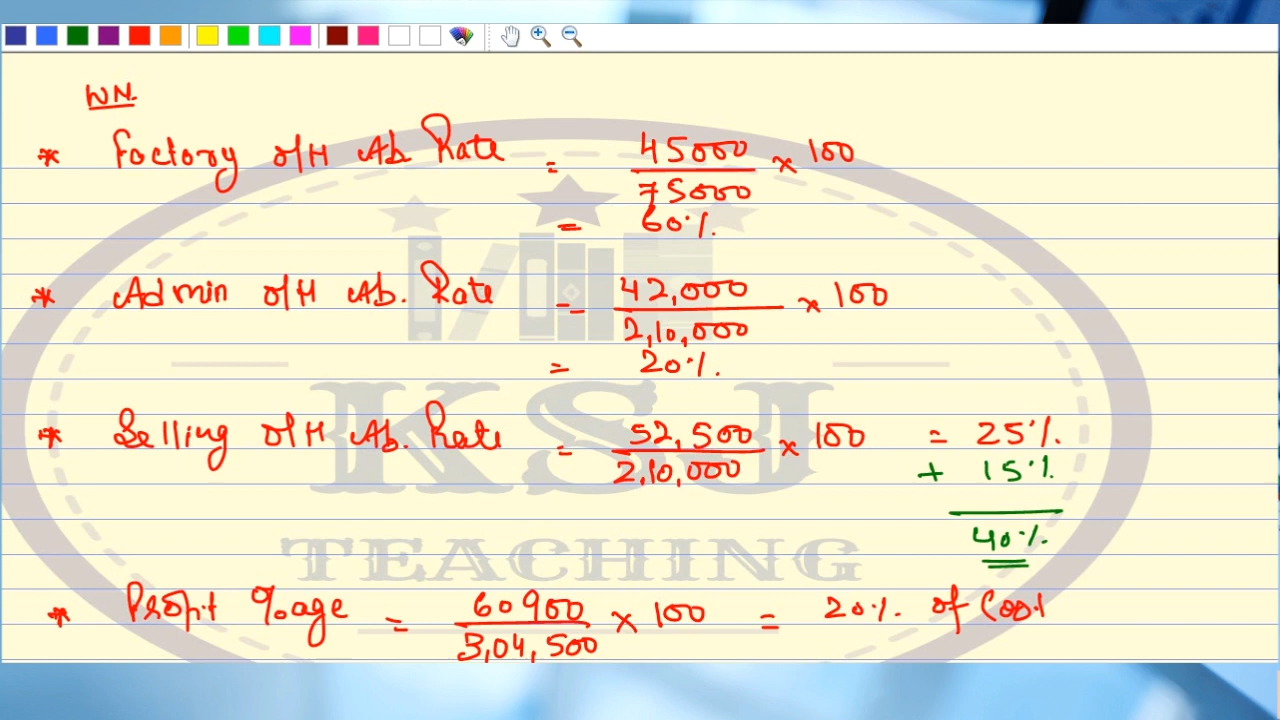 WN.
* Factory O/H Ab Rate = 45000 / 75000 × 100
= 60%.
* Admin O/H Ab. Rate = 42,000 / 2,10,000 × 100
= 20%.
* Selling O/H Ab. Rate = 52,500 / 2,10,000 × 100 = 25%.
+ 15%.
40%.
* Profit %age = 60900 / 3,04,500 × 100 = 20%. of Cost
KSJ
TEACHING